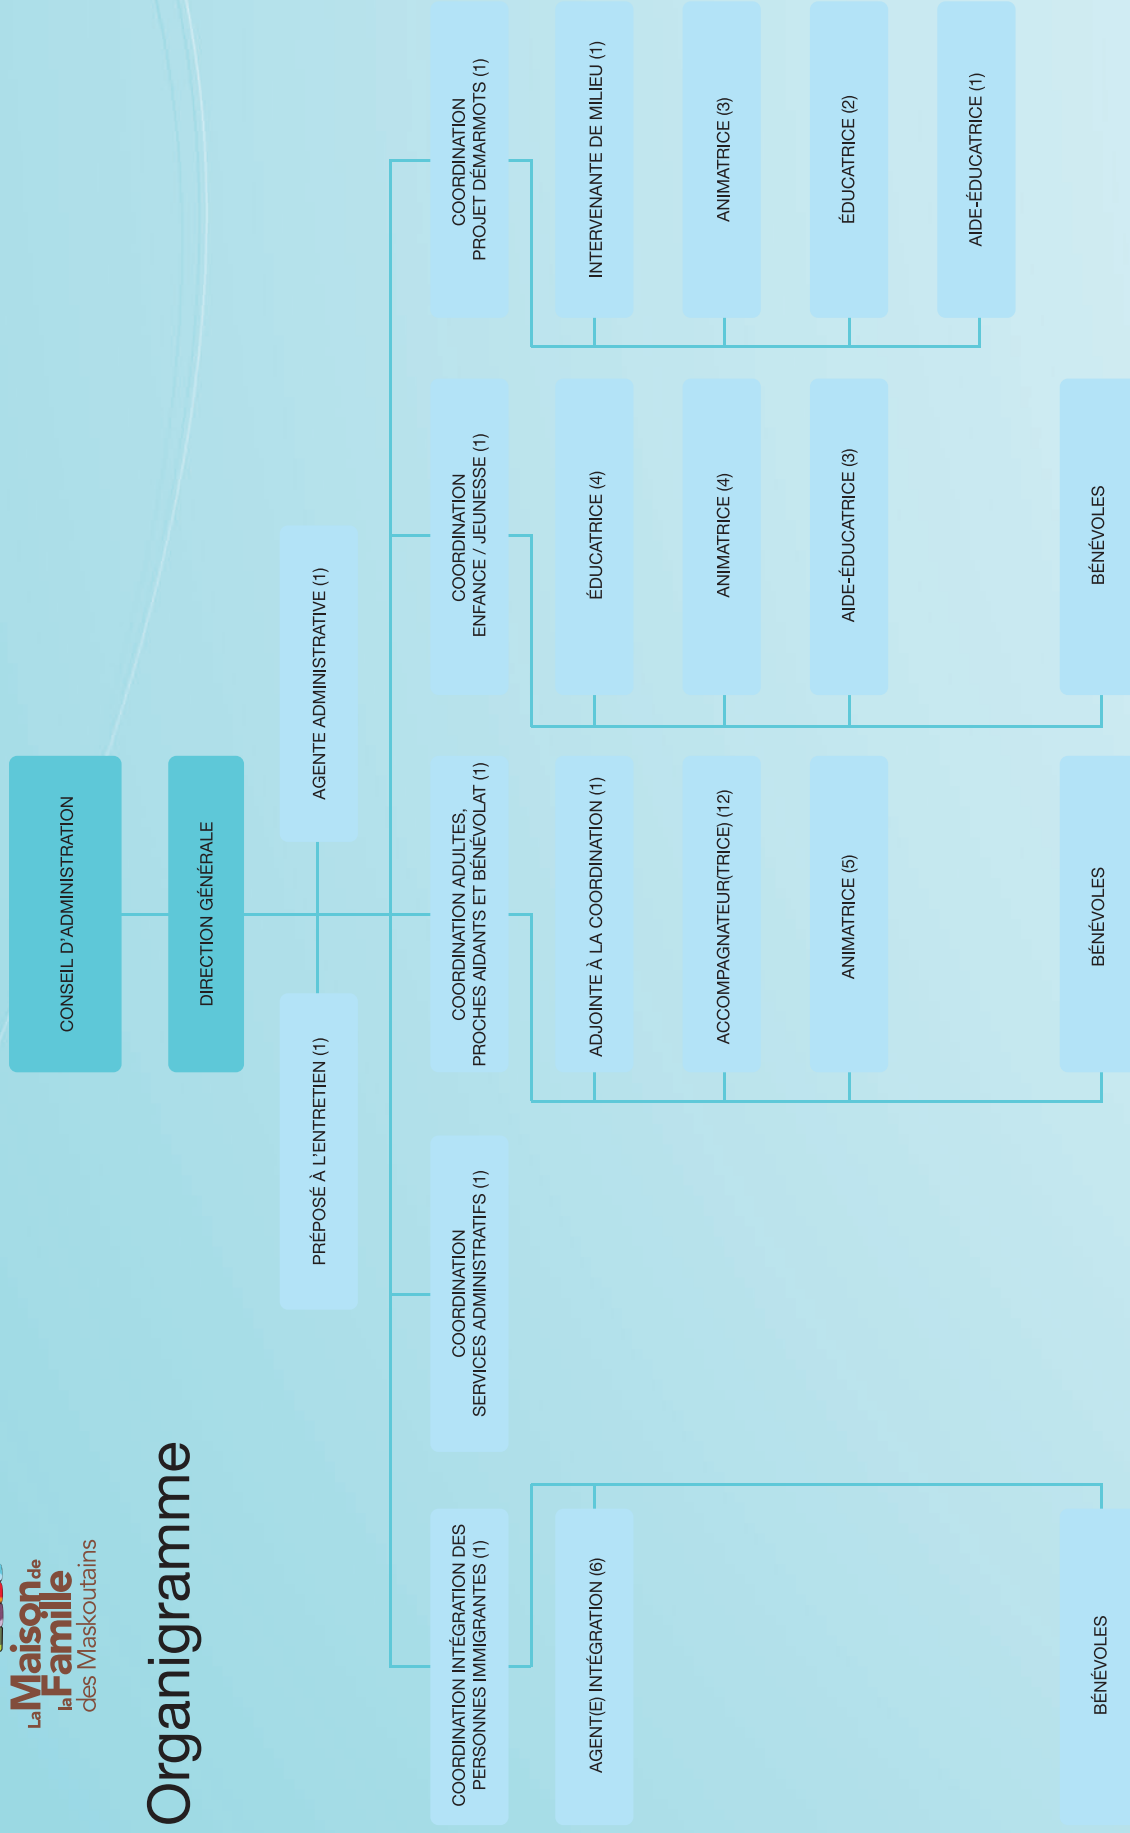 La Maison de
la Famille
des Maskoutains
Organigramme
CONSEIL D'ADMINISTRATION
DIRECTION GÉNÉRALE
PRÉPOSÉ À L'ENTRETIEN (1)
AGENTE ADMINISTRATIVE (1)
COORDINATION INTÉGRATION DES
PERSONNES IMMIGRANTES (1)
AGENT(E) INTÉGRATION (6)
BÉNÉVOLES
COORDINATION
SERVICES ADMINISTRATIFS (1)
COORDINATION ADULTES,
PROCHES AIDANTS ET BÉNÉVOLAT (1)
ADJOINTE À LA COORDINATION (1)
ACCOMPAGNATEUR(TRICE) (12)
ANIMATRICE (5)
BÉNÉVOLES
COORDINATION
ENFANCE / JEUNESSE (1)
ÉDUCATRICE (4)
ANIMATRICE (4)
AIDE-ÉDUCATRICE (3)
BÉNÉVOLES
COORDINATION
PROJET DÉMARMOTS (1)
INTERVENANTE DE MILIEU (1)
ANIMATRICE (3)
ÉDUCATRICE (2)
AIDE-ÉDUCATRICE (1)